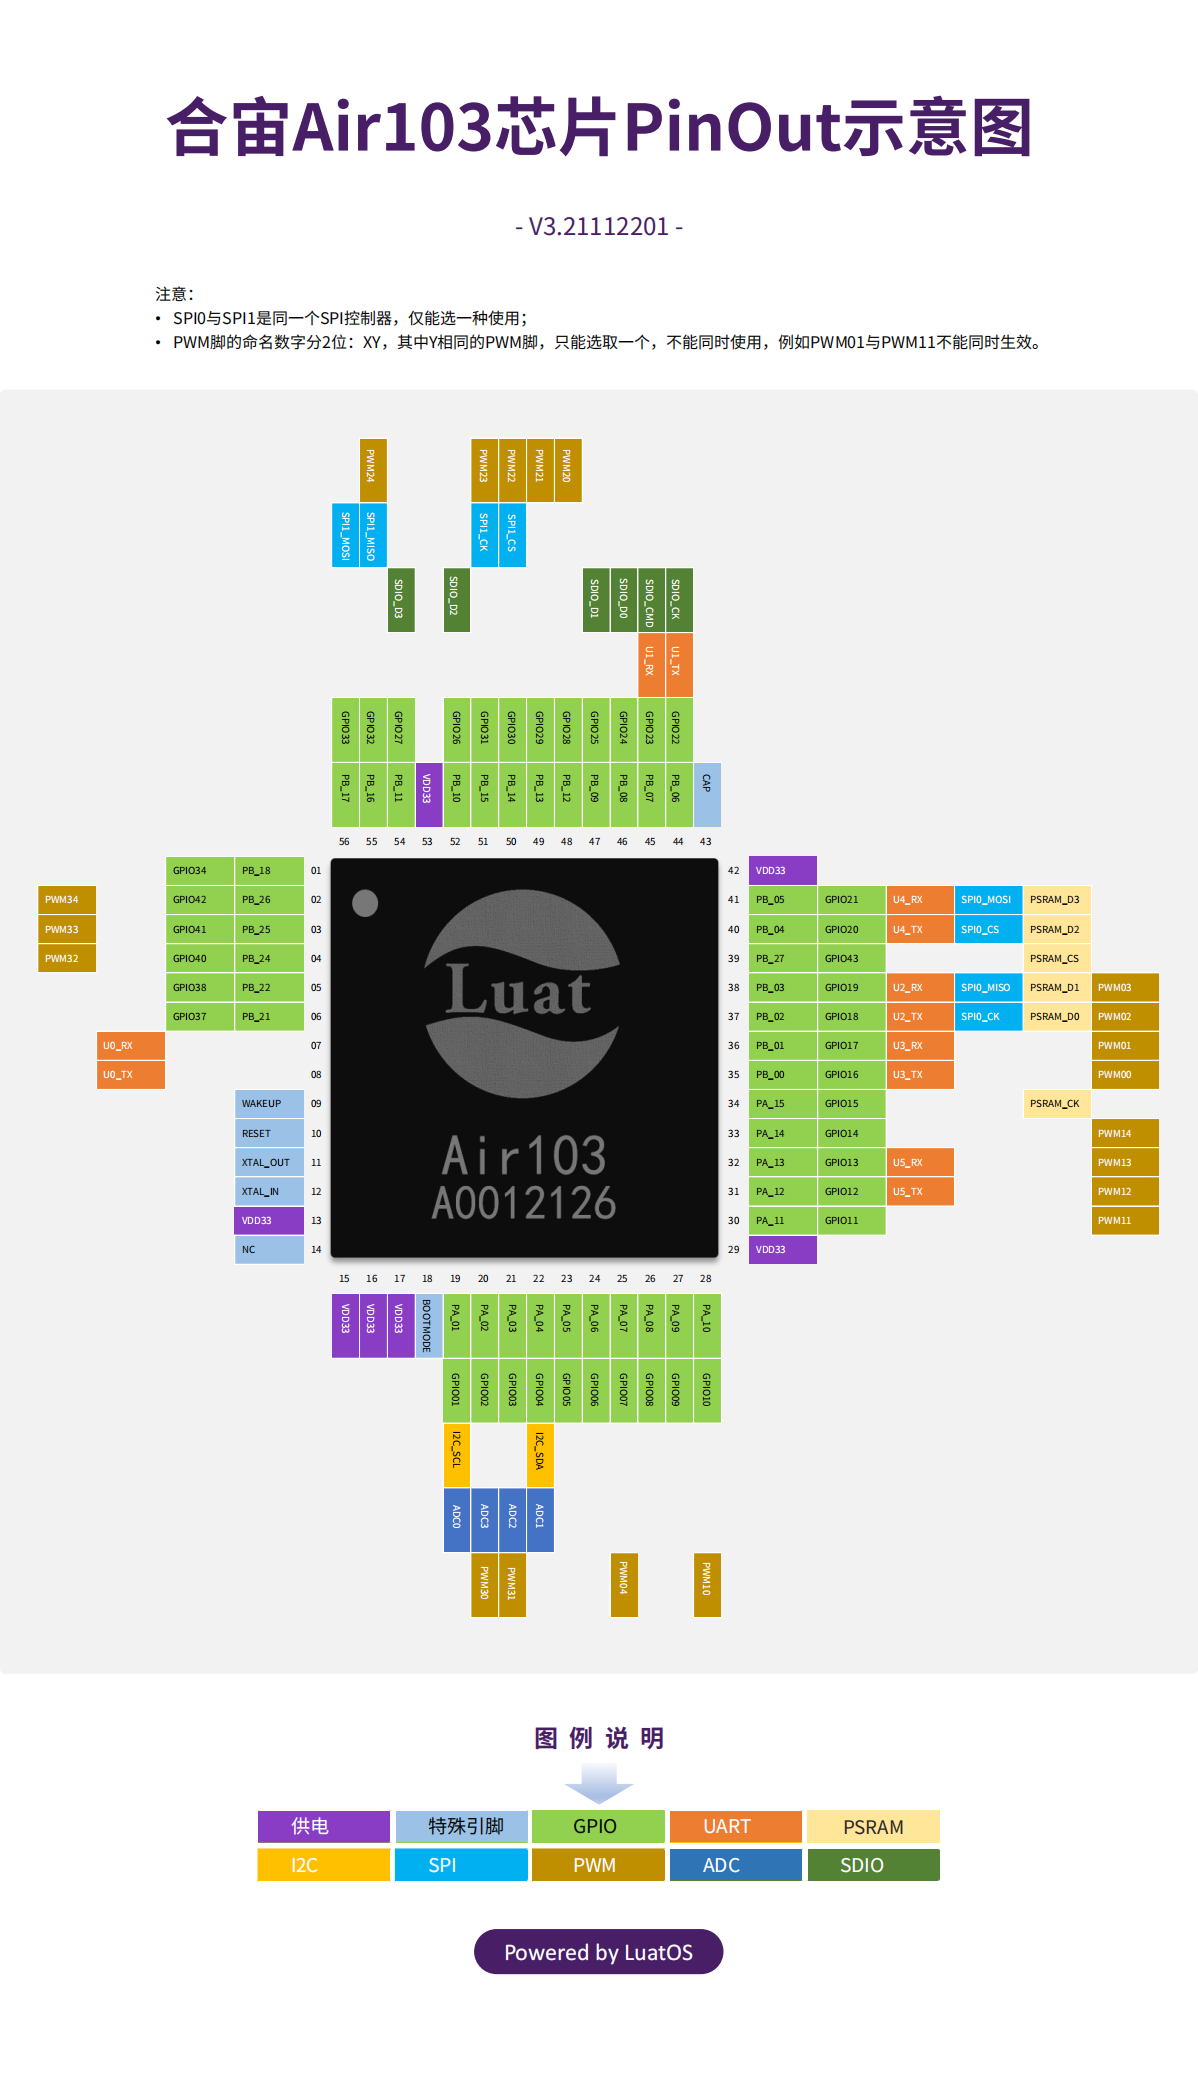 合宙Air103芯片PinOut示意图
- V3.21112201 -
注意：
• SPI0与SPI1是同一个SPI控制器，仅能选一种使用；
• PWM脚的命名数字分2位：XY，其中Y相同的PWM脚，只能选取一个，不能同时使用，例如PWM01与PWM11不能同时生效。
PWM24 PWM23 PWM22 PWM21 PWM20
SPI1_MOSI SPI1_MISO SPI1_CK SPI1_CS
SDIO_D3 SDIO_D2 SDIO_D1 SDIO_D0 SDIO_CMD SDIO_CK
U1_RX U1_TX
GPIO33 GPIO32 GPIO27 GPIO26 GPIO31 GPIO30 GPIO29 GPIO28 GPIO25 GPIO24 GPIO23 GPIO22
PB_17 PB_16 PB_11 VDD33 PB_10 PB_15 PB_14 PB_13 PB_12 PB_09 PB_08 PB_07 PB_06 CAP
56 55 54 53 52 51 50 49 48 47 46 45 44 43
GPIO34 PB_18 01
PWM34 GPIO42 PB_26 02
PWM33 GPIO41 PB_25 03
PWM32 GPIO40 PB_24 04
GPIO38 PB_22 05
GPIO37 PB_21 06
U0_RX 07
U0_TX 08
WAKEUP 09
RESET 10
XTAL_OUT 11
XTAL_IN 12
VDD33 13
NC 14
Luat
Air103
A0012126
42 VDD33
41 PB_05 GPIO21 U4_RX SPI0_MOSI PSRAM_D3
40 PB_04 GPIO20 U4_TX SPI0_CS PSRAM_D2
39 PB_27 GPIO43 PSRAM_CS
38 PB_03 GPIO19 U2_RX SPI0_MISO PSRAM_D1 PWM03
37 PB_02 GPIO18 U2_TX SPI0_CK PSRAM_D0 PWM02
36 PB_01 GPIO17 U3_RX PWM01
35 PB_00 GPIO16 U3_TX PWM00
34 PA_15 GPIO15 PSRAM_CK
33 PA_14 GPIO14 PWM14
32 PA_13 GPIO13 U5_RX PWM13
31 PA_12 GPIO12 U5_TX PWM12
30 PA_11 GPIO11 PWM11
29 VDD33
15 16 17 18 19 20 21 22 23 24 25 26 27 28
VDD33 VDD33 VDD33 BOOTMODE PA_01 PA_02 PA_03 PA_04 PA_05 PA_06 PA_07 PA_08 PA_09 PA_10
GPIO01 GPIO02 GPIO03 GPIO04 GPIO05 GPIO06 GPIO07 GPIO08 GPIO09 GPIO10
I2C_SCL I2C_SDA
ADC0 ADC3 ADC2 ADC1
PWM30 PWM31 PWM04 PWM10
图例说明
供电 特殊引脚 GPIO UART PSRAM
I2C SPI PWM ADC SDIO
Powered by LuatOS